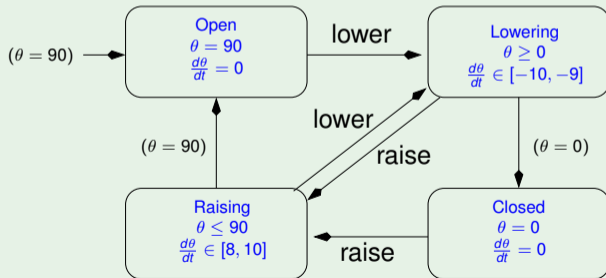 Open
θ = 90
dθ/dt = 0
(θ = 90)
lower
Lowering
θ ≥ 0
dθ/dt ∈ [−10, −9]
lower
raise
(θ = 90)
(θ = 0)
Raising
θ ≤ 90
dθ/dt ∈ [8, 10]
raise
Closed
θ = 0
dθ/dt = 0